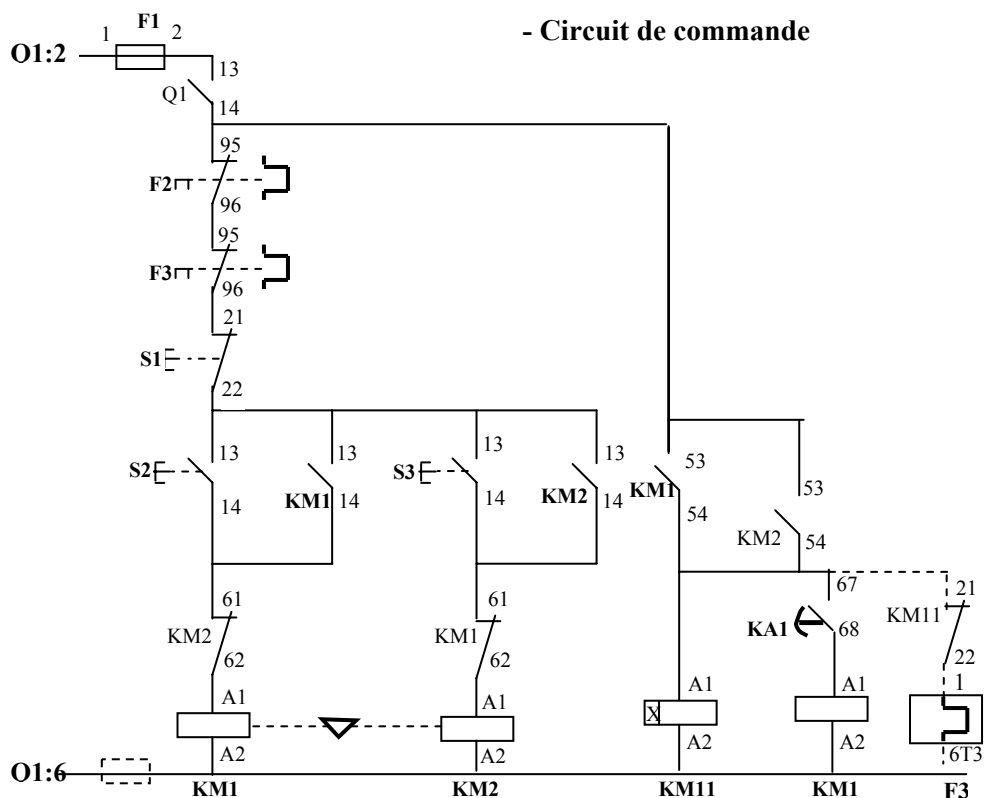 - Circuit de commande
F1
1 2
O1:2
13
Q1
14
95
F2
96
95
F3
96
21
S1
22
13 13 13 13
S2 KM1 S3 KM2 KM1 53
14 14 14 14 54
53
KM2 54
61 61
KM2 KM1
62 62
67
KA1 68
21
KM11
22
1
A1 A1 A1 A1
X
A2 A2 A2 A2
6T3
O1:6
KM1 KM2 KM11 KM1 F3